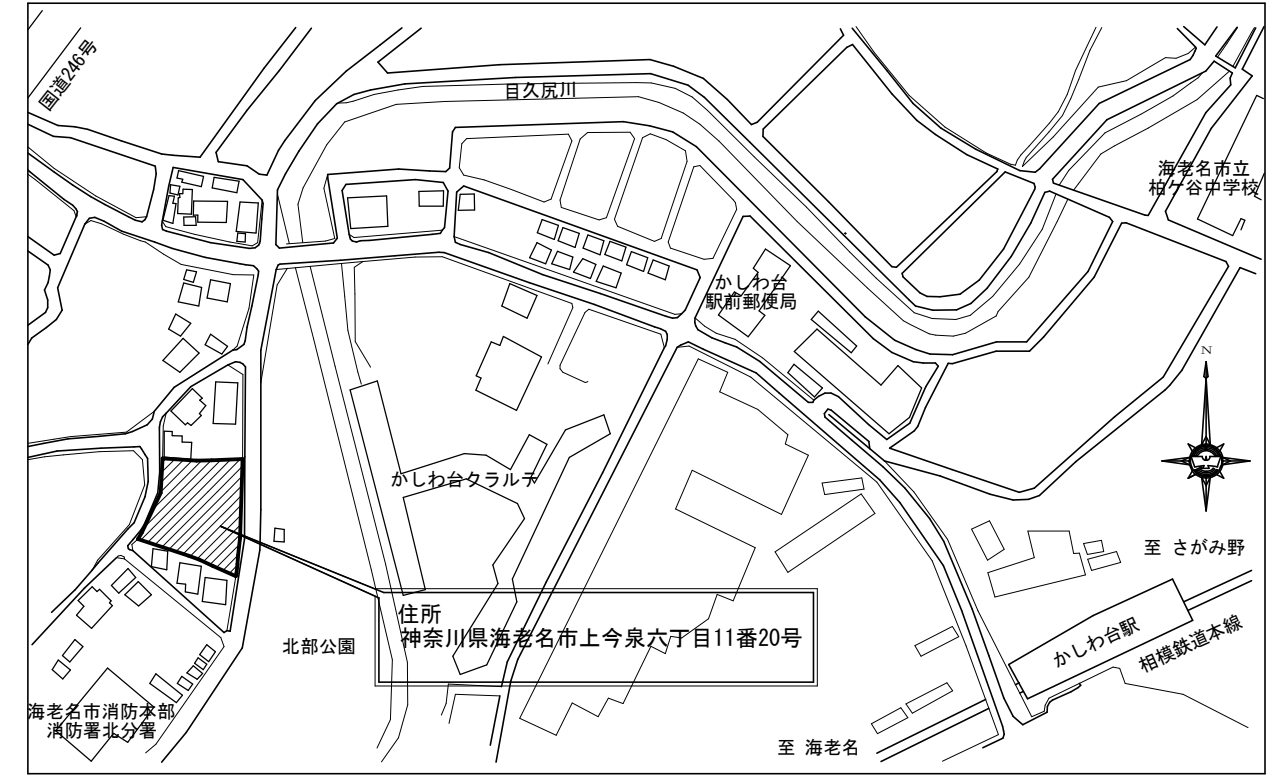 国道246号
目久尻川
海老名市立
柏ケ谷中学校
かしわ台
駅前郵便局
N
かしわ台クラルテ
至 さがみ野
住所
神奈川県海老名市上今泉六丁目11番20号
北部公園
かしわ台駅
相模鉄道本線
海老名市消防本部
消防署北分署
至 海老名